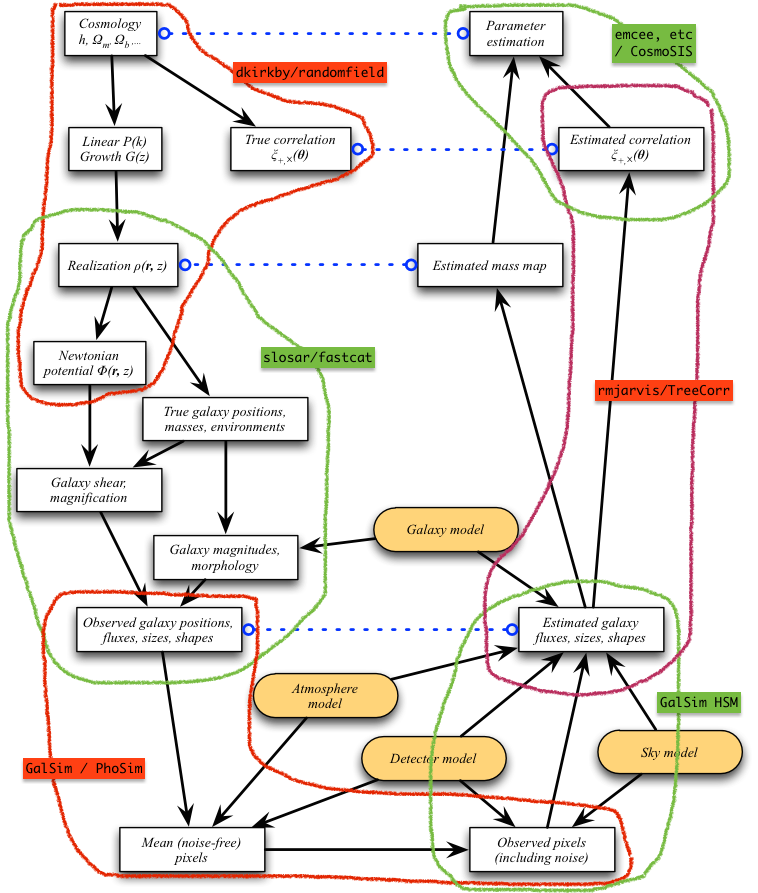 Cosmology
h, Ωm, Ωb ....
Parameter
estimation
emcee, etc
/ CosmoSIS
dkirkby/randomfield
Linear P(k)
Growth G(z)
True correlation
ξ+,×(θ)
Estimated correlation
ξ+,×(θ)
Realization ρ(r, z)
Estimated mass map
Newtonian
potential Φ(r, z)
slosar/fastcat
rmjarvis/TreeCorr
True galaxy positions,
masses, environments
Galaxy shear,
magnification
Galaxy model
Galaxy magnitudes,
morphology
Observed galaxy positions,
fluxes, sizes, shapes
Estimated galaxy
fluxes, sizes, shapes
Atmosphere
model
GalSim HSM
Detector model
Sky model
GalSim / PhoSim
Mean (noise-free)
pixels
Observed pixels
(including noise)